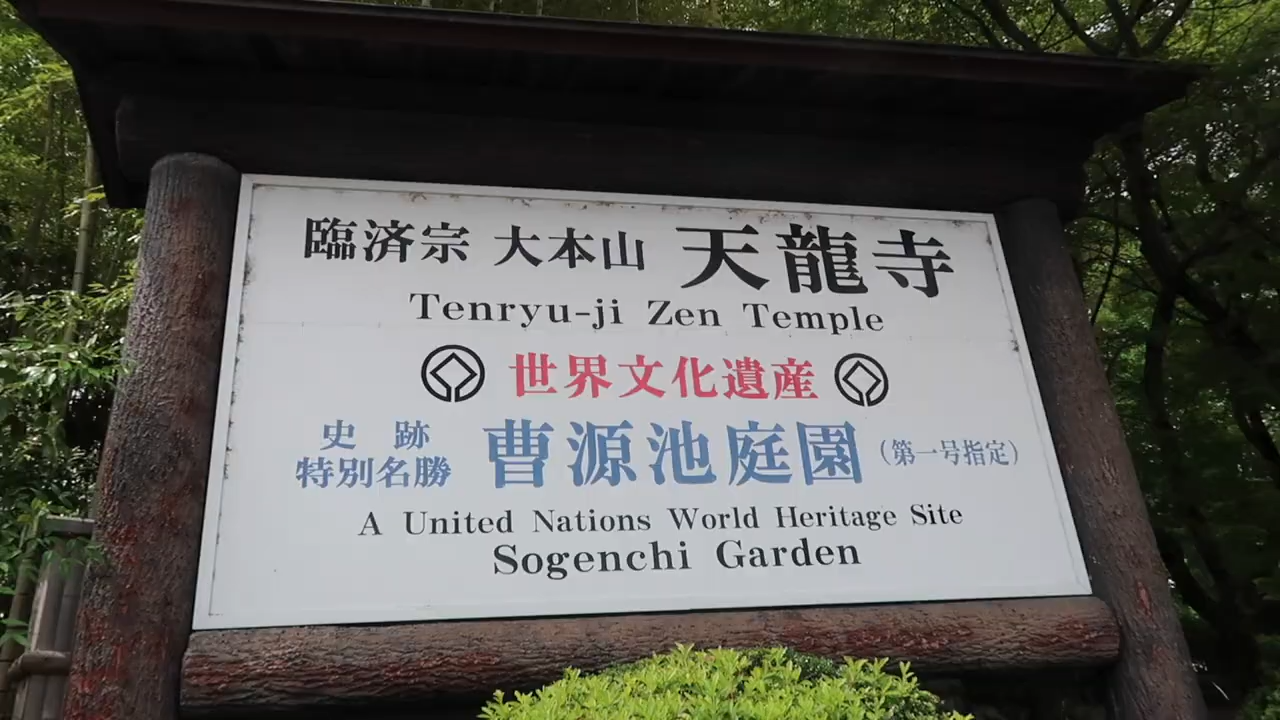 臨済宗 大本山 天龍寺
Tenryu-ji Zen Temple
世界文化遺産
史跡
特別名勝 曹源池庭園 (第一号指定)
A United Nations World Heritage Site
Sogenchi Garden